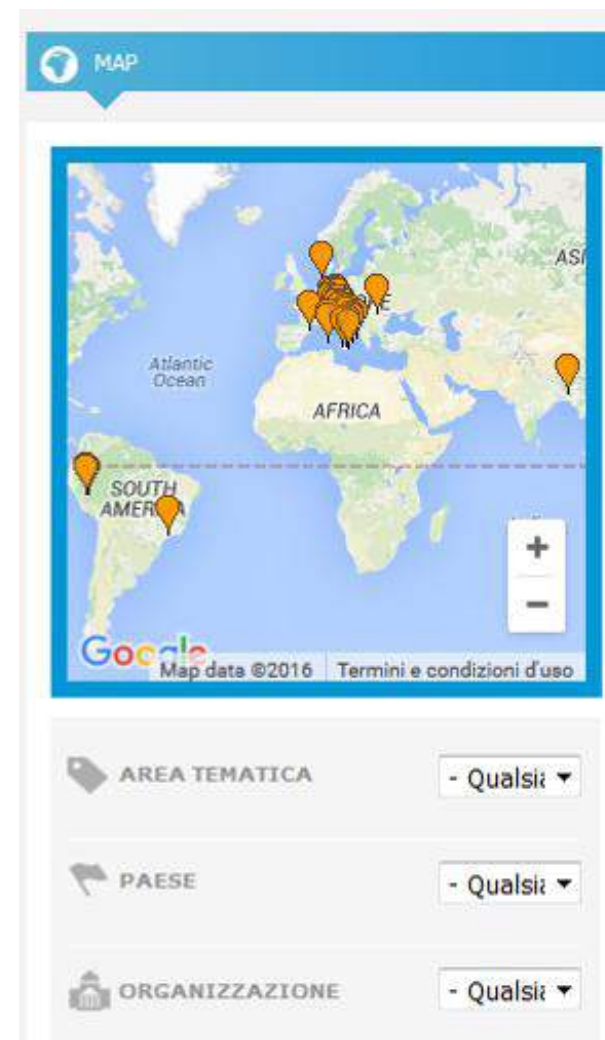 MAP
ASI
Atlantic
Ocean
AFRICA
SOUTH
AMERICA
+
−
Google
Map data ©2016 Termini e condizioni d'uso
AREA TEMATICA - Qualsia
PAESE - Qualsia
ORGANIZZAZIONE - Qualsia